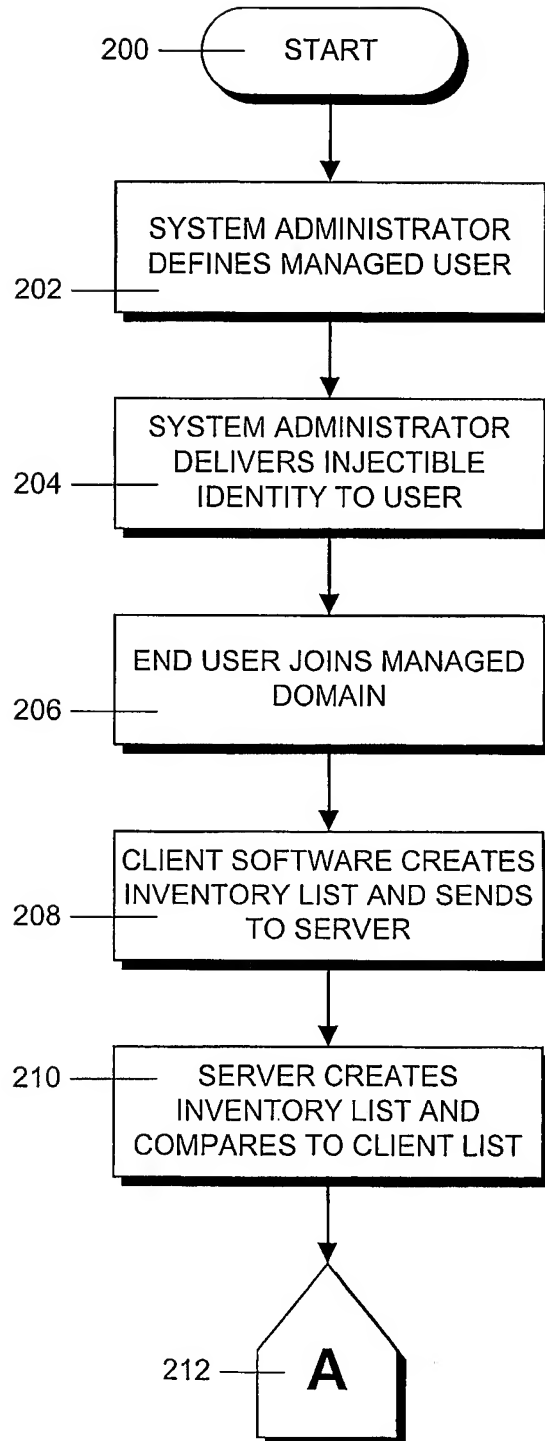 200
START
SYSTEM ADMINISTRATOR
DEFINES MANAGED USER
202
SYSTEM ADMINISTRATOR
DELIVERS INJECTIBLE
IDENTITY TO USER
204
END USER JOINS MANAGED
DOMAIN
206
CLIENT SOFTWARE CREATES
INVENTORY LIST AND SENDS
TO SERVER
208
210
SERVER CREATES
INVENTORY LIST AND
COMPARES TO CLIENT LIST
212
A